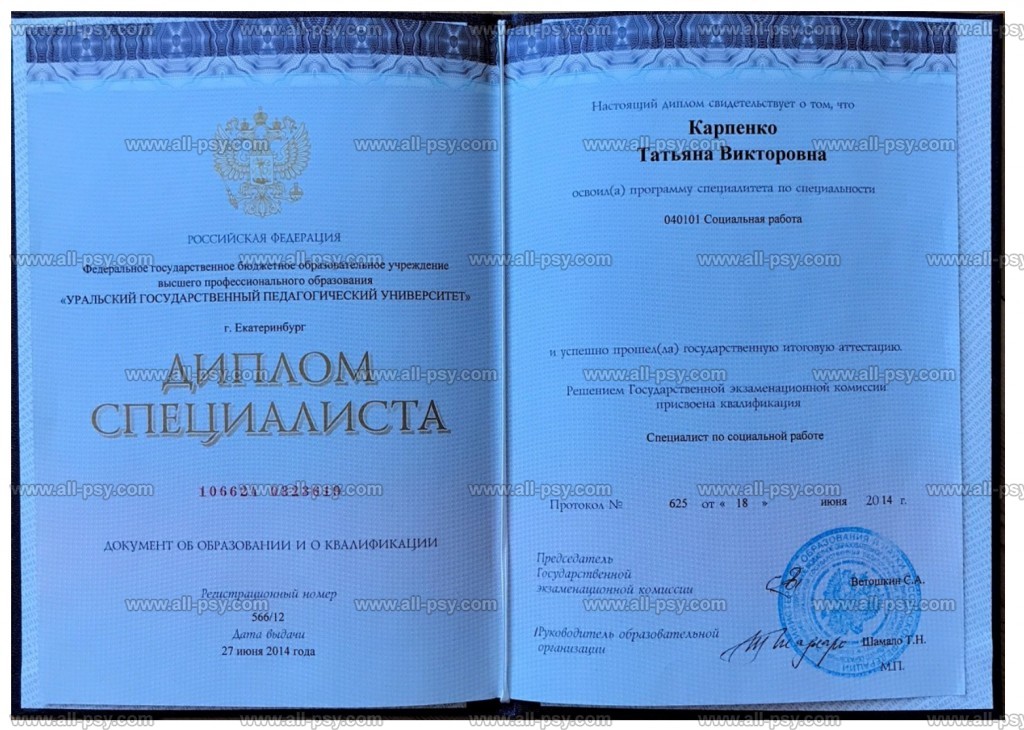 РОССИЙСКАЯ ФЕДЕРАЦИЯ
Федеральное государственное бюджетное образовательное учреждение
высшего профессионального образования
«УРАЛЬСКИЙ ГОСУДАРСТВЕННЫЙ ПЕДАГОГИЧЕСКИЙ УНИВЕРСИТЕТ»
г. Екатеринбург
ДИПЛОМ
СПЕЦИАЛИСТА
ДОКУМЕНТ ОБ ОБРАЗОВАНИИ И О КВАЛИФИКАЦИИ
Регистрационный номер
566/12
Дата выдачи
27 июня 2014 года
Настоящий диплом свидетельствует о том, что
Карпенко
Татьяна Викторовна
освоил(а) программу специалитета по специальности
040101 Социальная работа
и успешно прошел(ла) государственную итоговую аттестацию.
Решением Государственной экзаменационной комиссии
присвоена квалификация
Специалист по социальной работе
Протокол № 625 от « 18 » июня 2014 г.
Председатель
Государственной
экзаменационной комиссии
Ветошкин С.А.
Руководитель образовательной
организации
Шамало Т.Н.
М.П.
www.all-psy.com